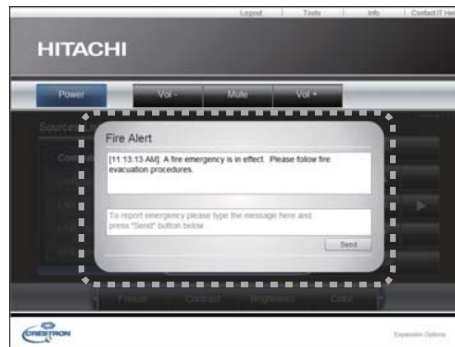 Logout Tools Info Contact IT Help
HITACHI
Power Vol - Mute Vol +
Sources List
Fire Alert
[11:13:13 AM] A fire emergency is in effect. Please follow fire
evacuation procedures.
To report emergency please type the message here and
press "Send" button below.
Send
Freeze Contrast Brightness Color
CRESTRON
Expansion Options